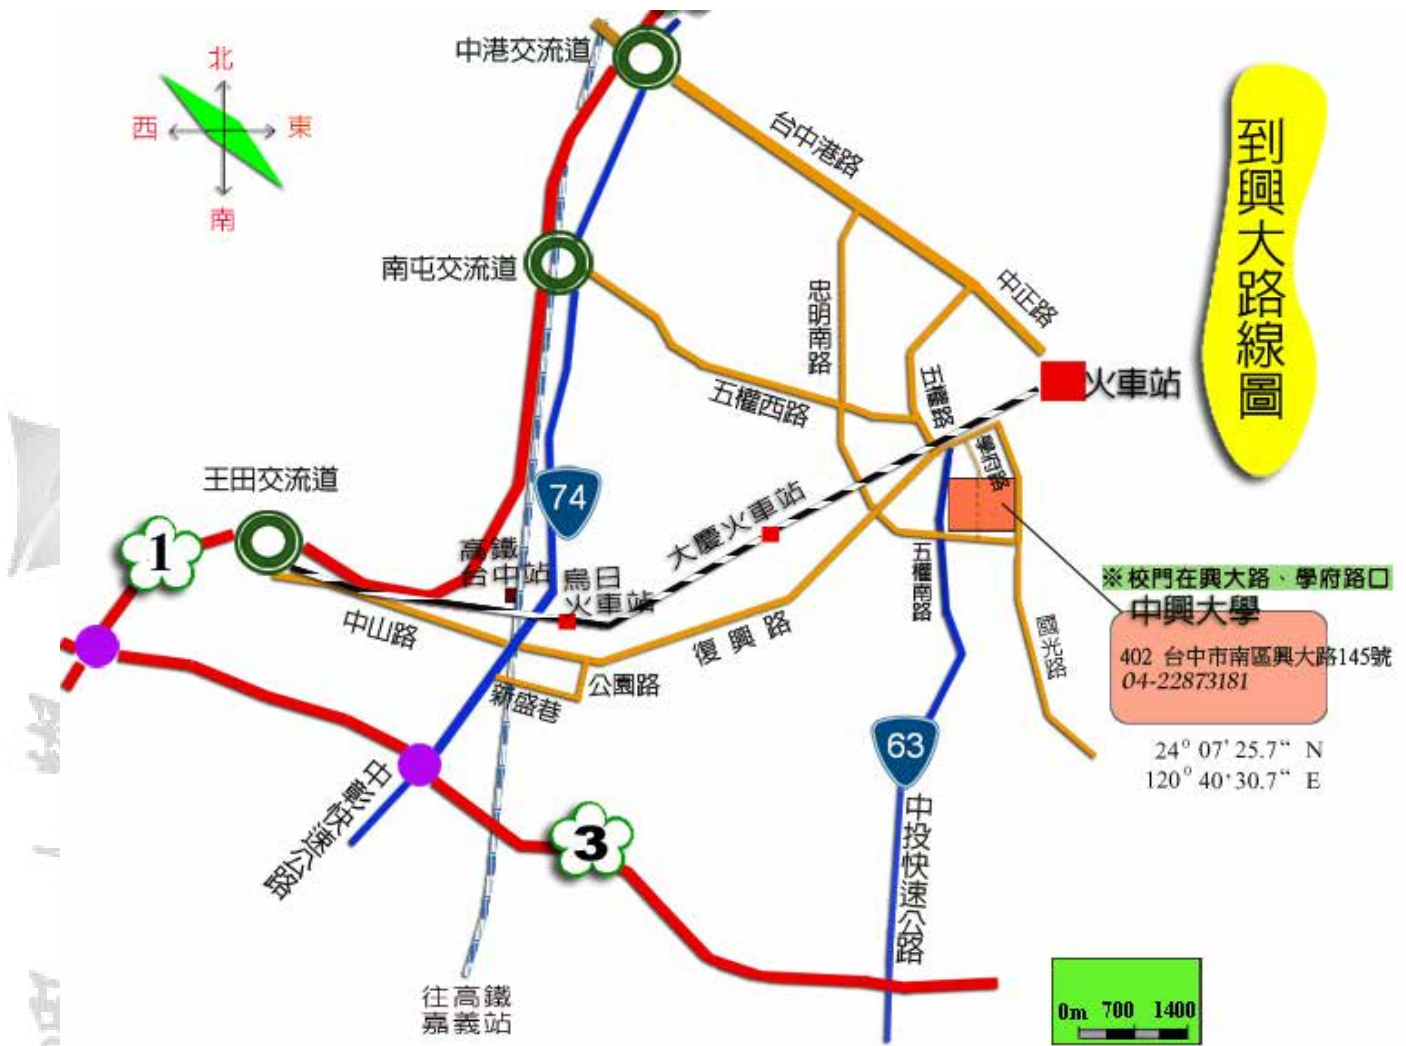 中港交流道
北
西
東
南
台中港路
到興大路線圖
南屯交流道
忠明南路
中正路
五權西路
五權路
火車站
王田交流道
74
學府路
大慶火車站
1
高鐵
台中站
烏日
火車站
五權南路
※校門在興大路、學府路口
中興大學
中山路
復興路
國光路
402 台中市南區興大路145號
04-22873181
公園路
新盛巷
63
24° 07' 25.7“ N
120° 40' 30.7“ E
中彰快速公路
3
中投快速公路
往高鐵
嘉義站
0m 700 1400